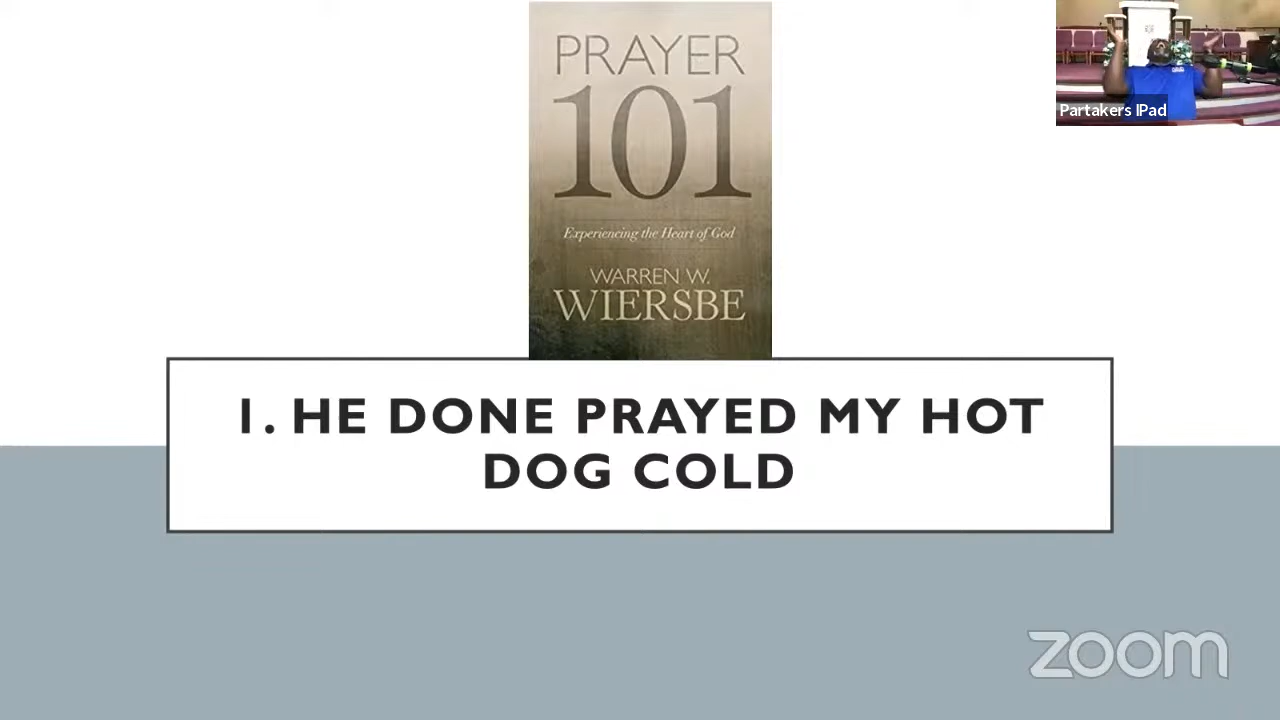 PRAYER
101
Experiencing the Heart of God
WARREN W.
WIERSBE
Partakers IPad
1. HE DONE PRAYED MY HOT
DOG COLD
zoom